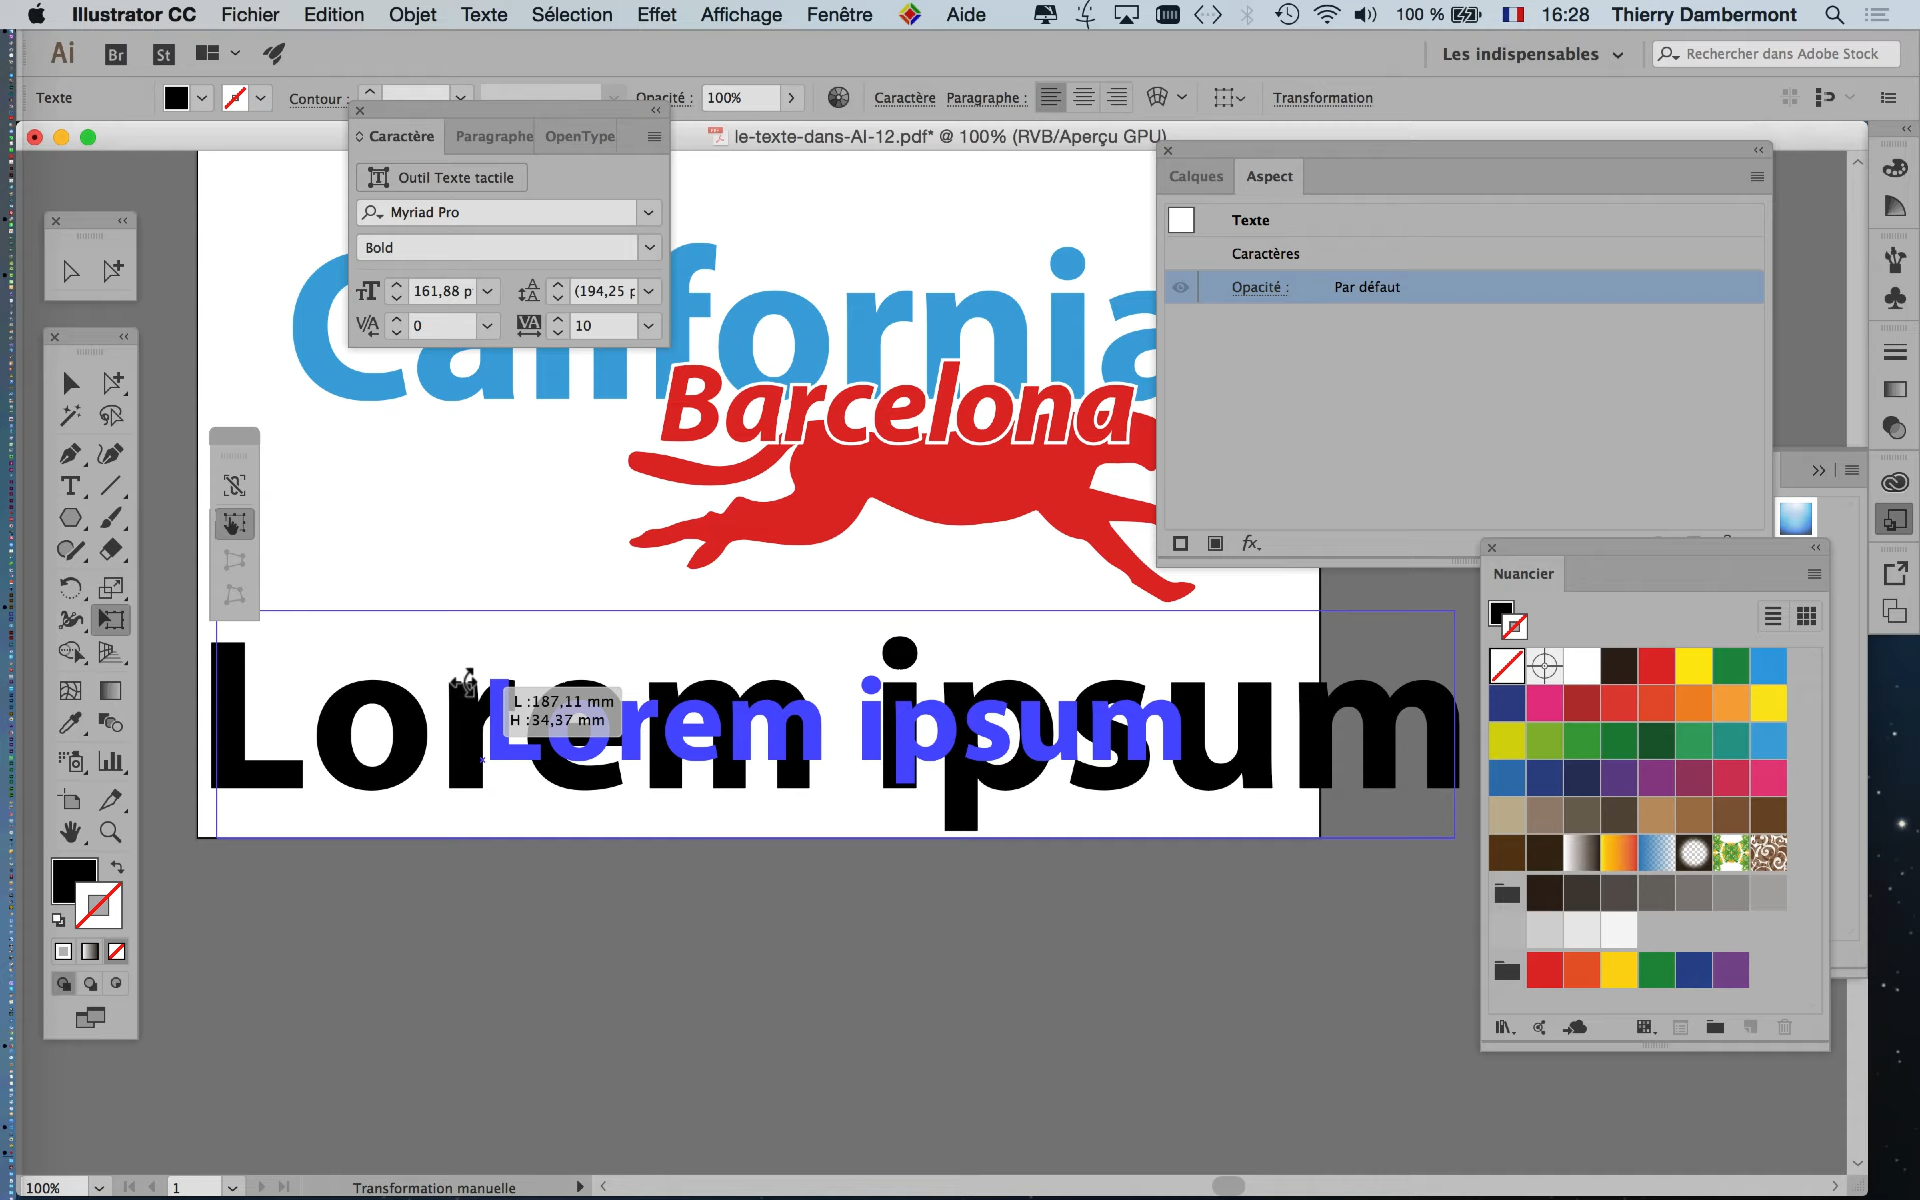 Illustrator CC Fichier Edition Objet Texte Sélection Effet Affichage Fenêtre Aide 100 % 16:28 Thierry Dambermont
Ai Br St Les indispensables Rechercher dans Adobe Stock
Texte Contour : Opacité : 100% Caractère Paragraphe : Transformation
le-texte-dans-AI-12.pdf* @ 100% (RVB/Aperçu GPU)
Caractère Paragraphe OpenType
Outil Texte tactile
Myriad Pro
Bold
161,88 p (194,25 p
0 10
Calques Aspect
Texte
Caractères
Opacité : Par défaut
fx
California
Barcelona
Lorem ipsum
Lorem ipsum
L :187,11 mm
H :34,37 mm
Nuancier
100% 1 Transformation manuelle